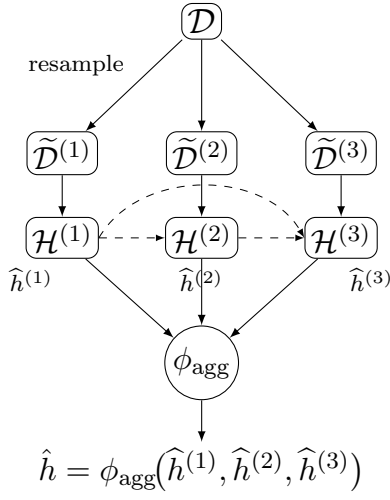 𝒟
resample
𝒟̃⁽¹⁾ 𝒟̃⁽²⁾ 𝒟̃⁽³⁾
ℋ⁽¹⁾ ℋ⁽²⁾ ℋ⁽³⁾
ĥ⁽¹⁾ ĥ⁽²⁾ ĥ⁽³⁾
ϕ_agg
ĥ = ϕ_agg(ĥ⁽¹⁾, ĥ⁽²⁾, ĥ⁽³⁾)